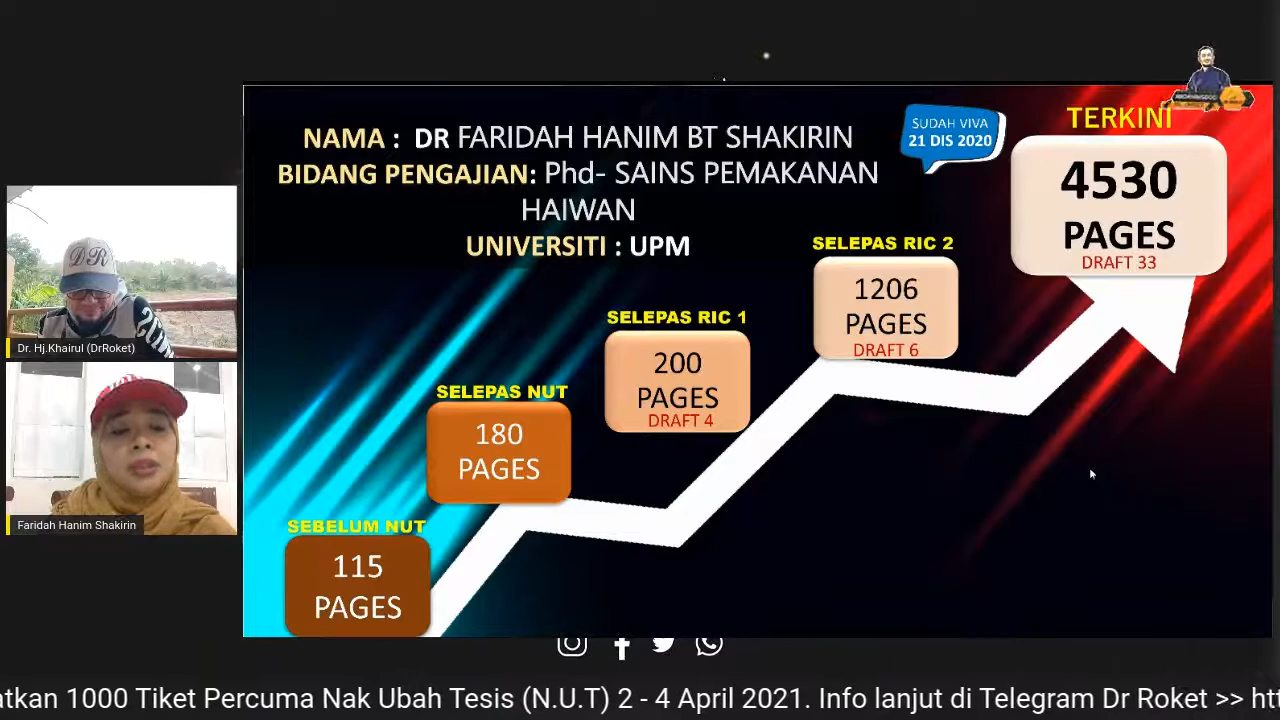 NAMA : DR FARIDAH HANIM BT SHAKIRIN
BIDANG PENGAJIAN: Phd- SAINS PEMAKANAN
HAIWAN
UNIVERSITI : UPM
SUDAH VIVA
21 DIS 2020
TERKINI
4530
PAGES
DRAFT 33
SELEPAS RIC 2
1206
PAGES
DRAFT 6
SELEPAS RIC 1
200
PAGES
DRAFT 4
SELEPAS NUT
180
PAGES
SEBELUM NUT
115
PAGES
DR
Dr. Hj.Khairul (DrRoket)
Faridah Hanim Shakirin
atkan 1000 Tiket Percuma Nak Ubah Tesis (N.U.T) 2 - 4 April 2021. Info lanjut di Telegram Dr Roket >> htt